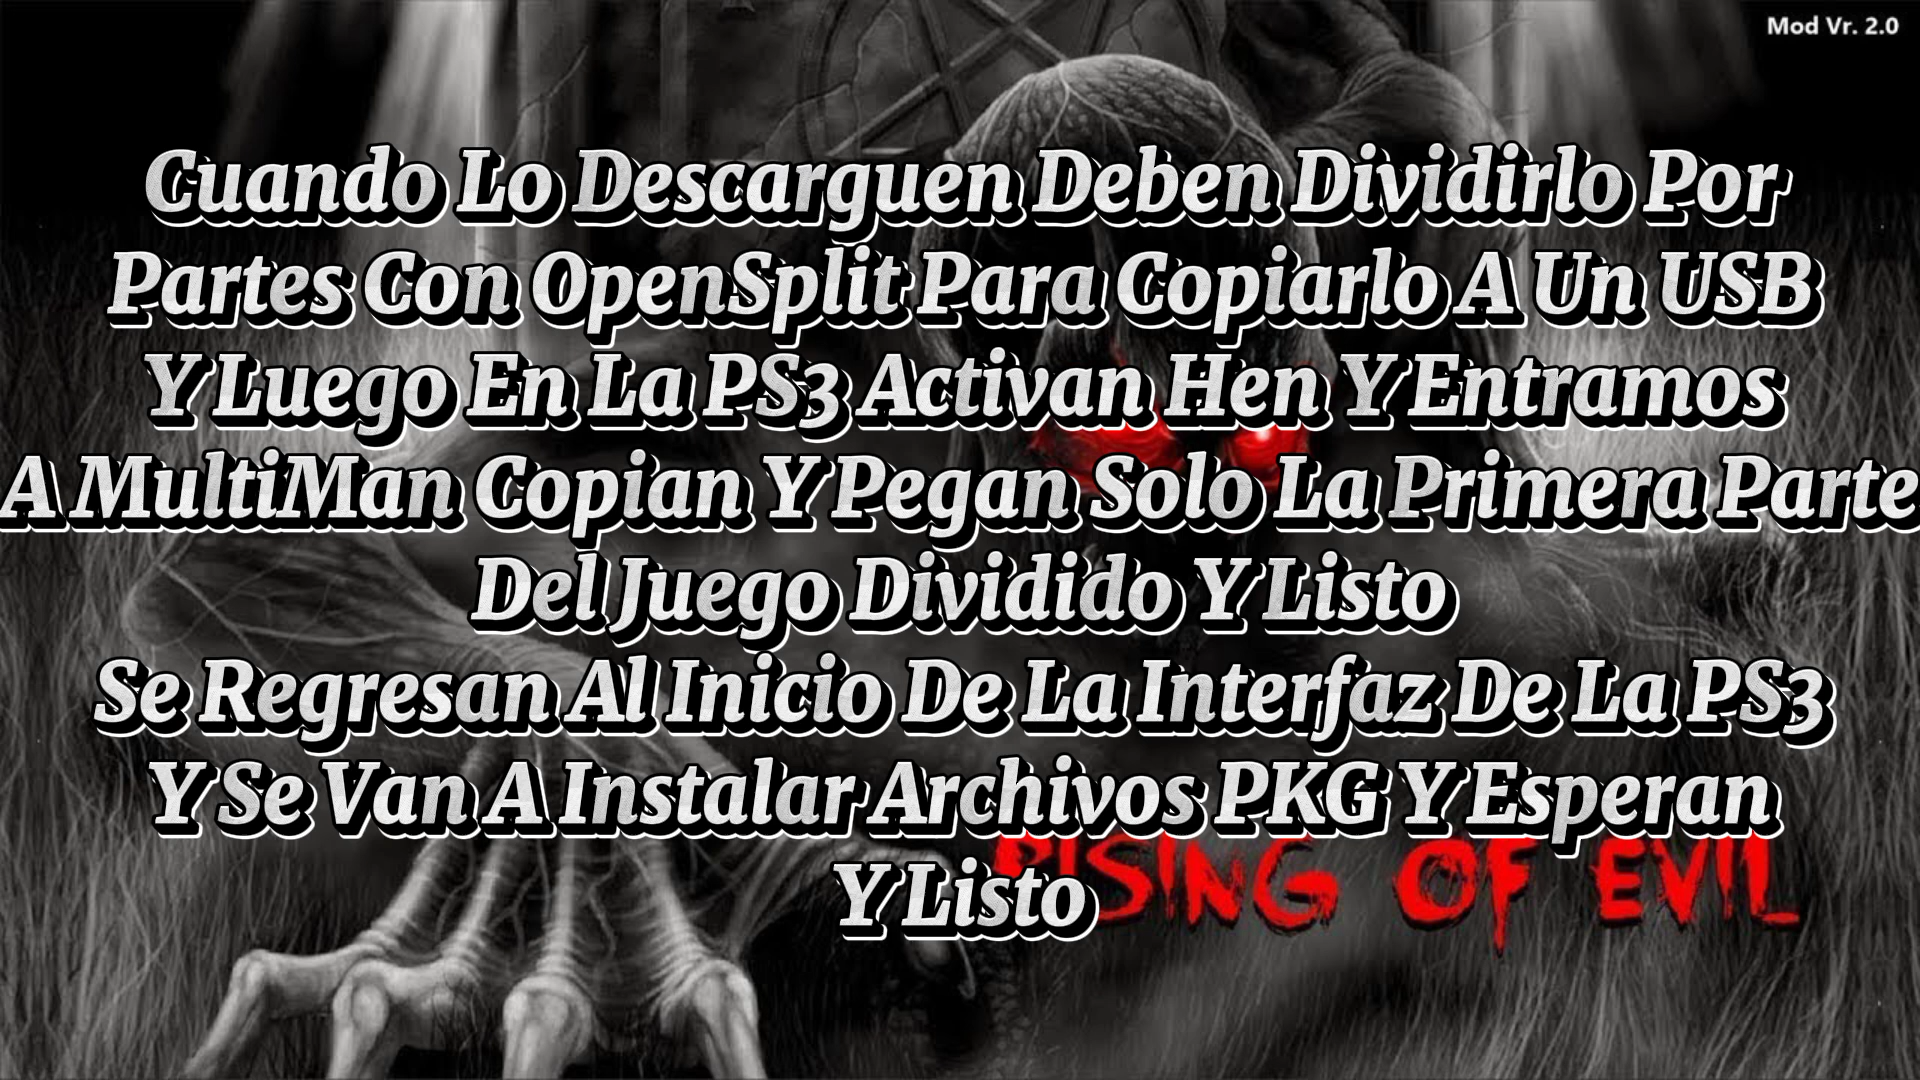 Mod Vr. 2.0
Cuando Lo Descarguen Deben Dividirlo Por
Partes Con OpenSplit Para Copiarlo A Un USB
Y Luego En La PS3 Activan Hen Y Entramos
A MultiMan Copian Y Pegan Solo La Primera Parte
Del Juego Dividido Y Listo
Se Regresan Al Inicio De La Interfaz De La PS3
Y Se Van A Instalar Archivos PKG Y Esperan
Y Listo
RISING OF EVIL